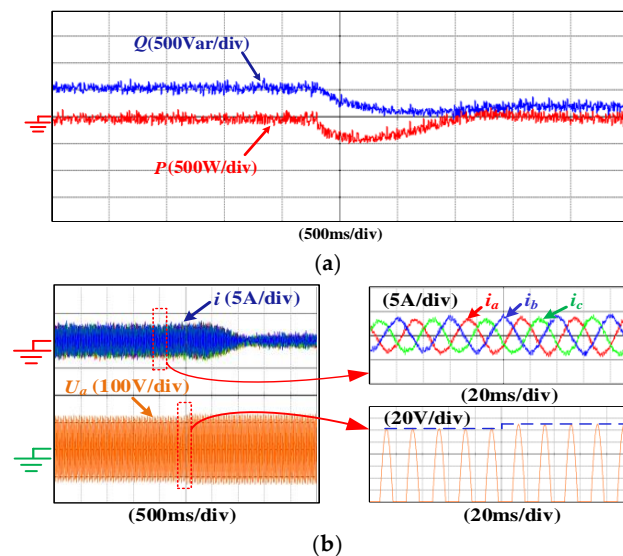 Q(500Var/div)
P(500W/div)
(500ms/div)
(a)
i (5A/div)
(5A/div) ia ib ic
(20ms/div)
Ua (100V/div)
(20V/div)
(500ms/div)
(20ms/div)
(b)